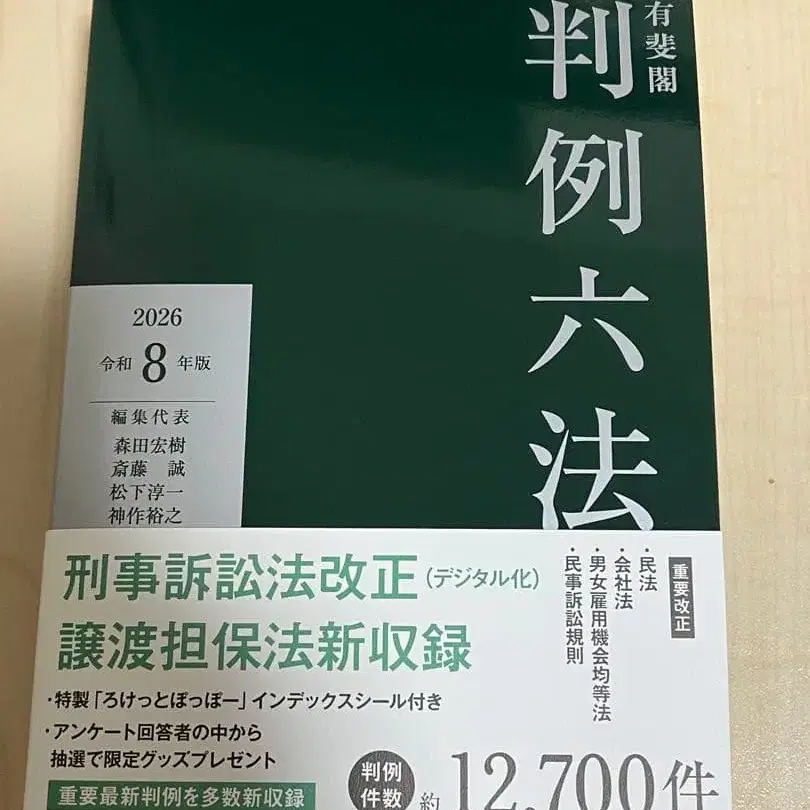 有斐閣
判例六法
2026
令和8年版
編集代表
森田宏樹
斎藤 誠
松下淳一
神作裕之
刑事訴訟法改正(デジタル化)
譲渡担保法新収録
重要改正
・民法
・会社法
・男女雇用機会均等法
・民事訴訟規則
・特製「ろけっとぽっぽー」インデックスシール付き
・アンケート回答者の中から
抽選で限定グッズプレゼント
重要最新判例を多数新収録
判例件数 約12,700件